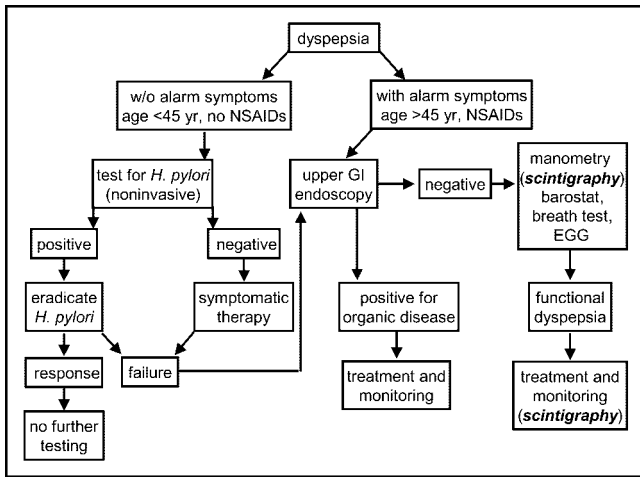 dyspepsia
w/o alarm symptoms
age <45 yr, no NSAIDs
with alarm symptoms
age >45 yr, NSAIDs
test for H. pylori
(noninvasive)
upper GI
endoscopy
negative
manometry
(scintigraphy)
barostat,
breath test,
EGG
positive
negative
eradicate
H. pylori
symptomatic
therapy
positive for
organic disease
functional
dyspepsia
response
failure
treatment and
monitoring
treatment and
monitoring
(scintigraphy)
no further
testing